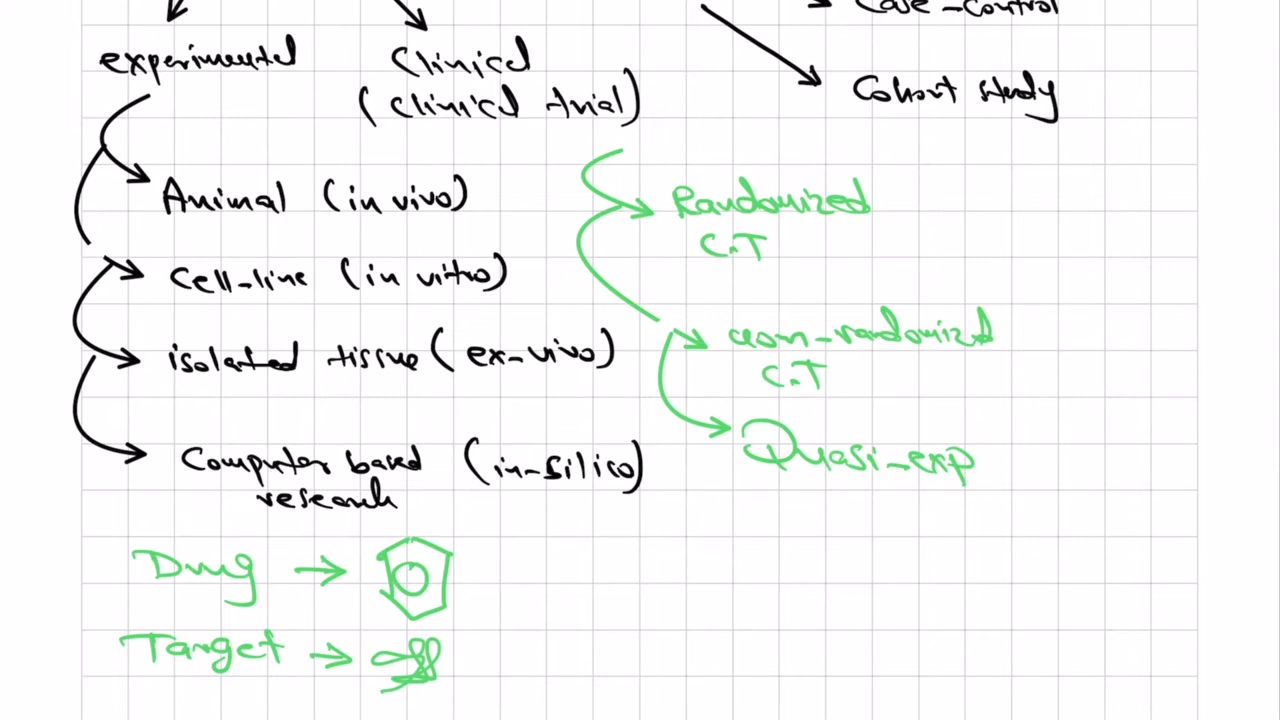 Case-Control
experimental
Clinical
(Clinical trial)
Cohort study
Animal (in vivo)
Randomized
C.T
Cell-line (in vitro)
non-randomized
C.T
isolated tissue (ex-vivo)
Quasi-exp
Computer based (in-silico)
research
Drug →
Target →